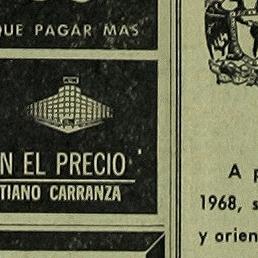 QUE PAGAR MAS
N EL PRECIO
TIANO CARRANZA
A p
1968, s
y orien